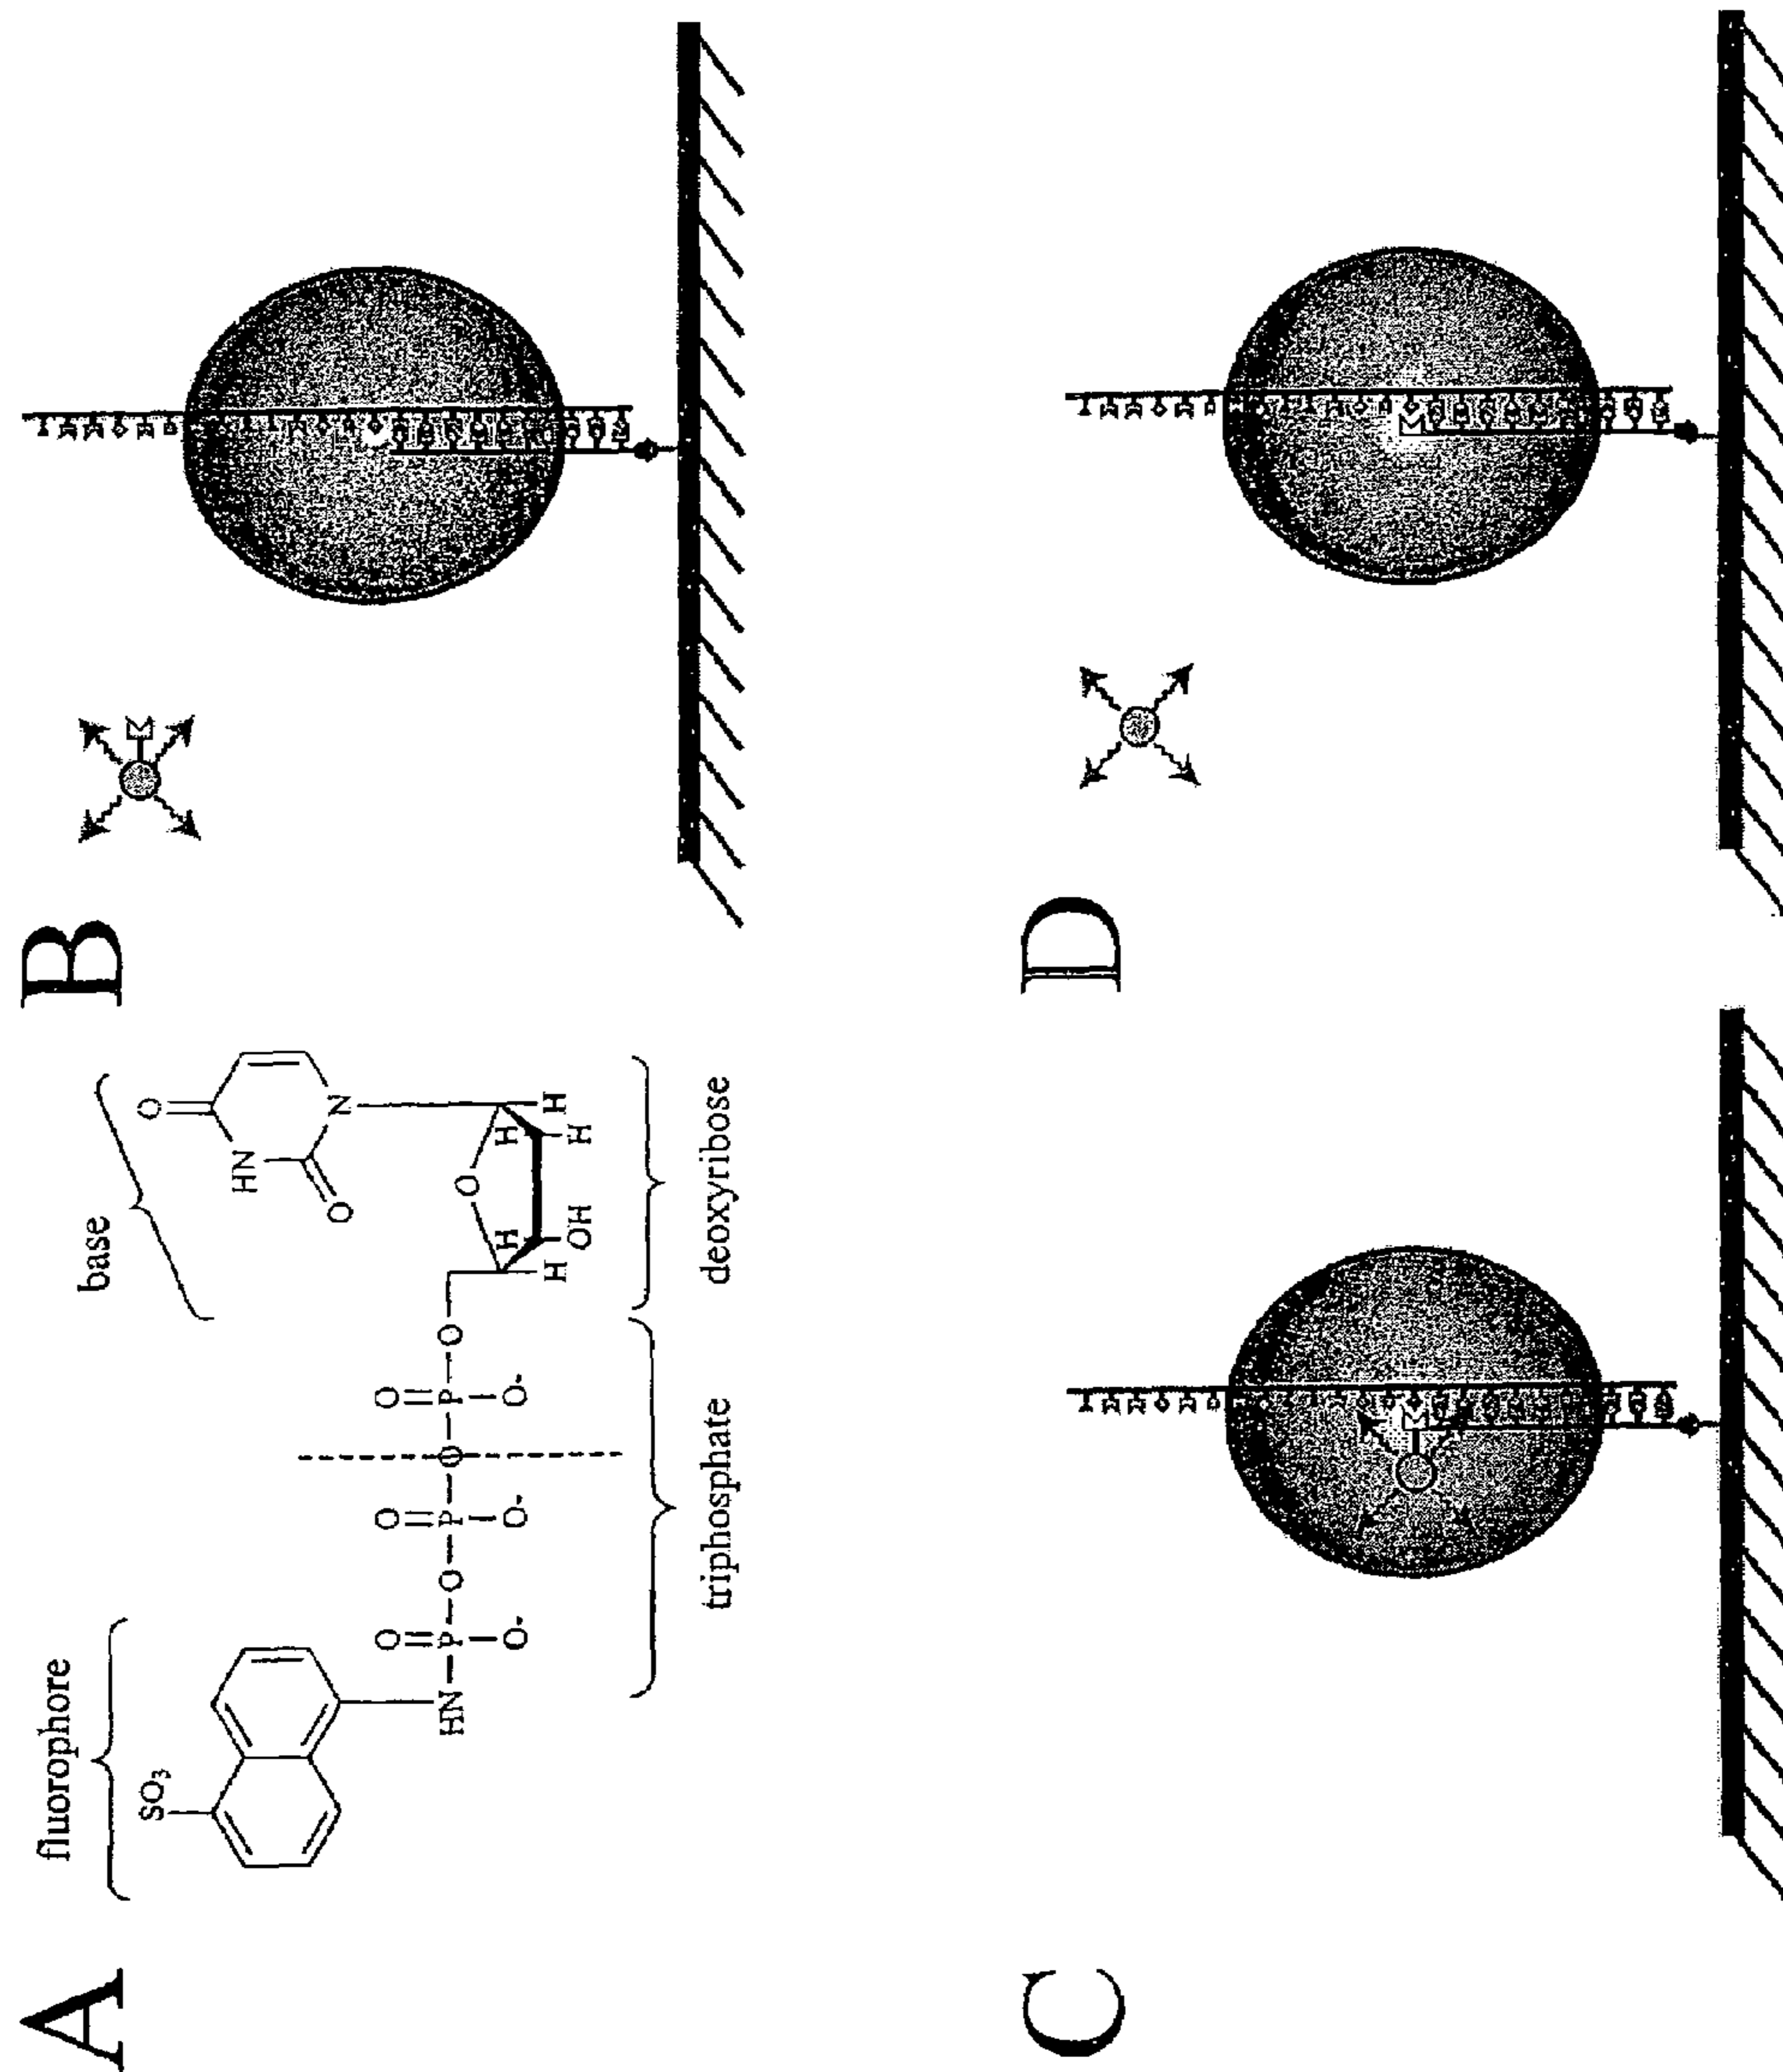 A
fluorophore
base
SO3
HN
O
O
O
O
O
HN
N
O
P
O
P
O
P
O
O
O-
O-
O-
H
H
H
H
OH
H
triphosphate
deoxyribose
B
C
D